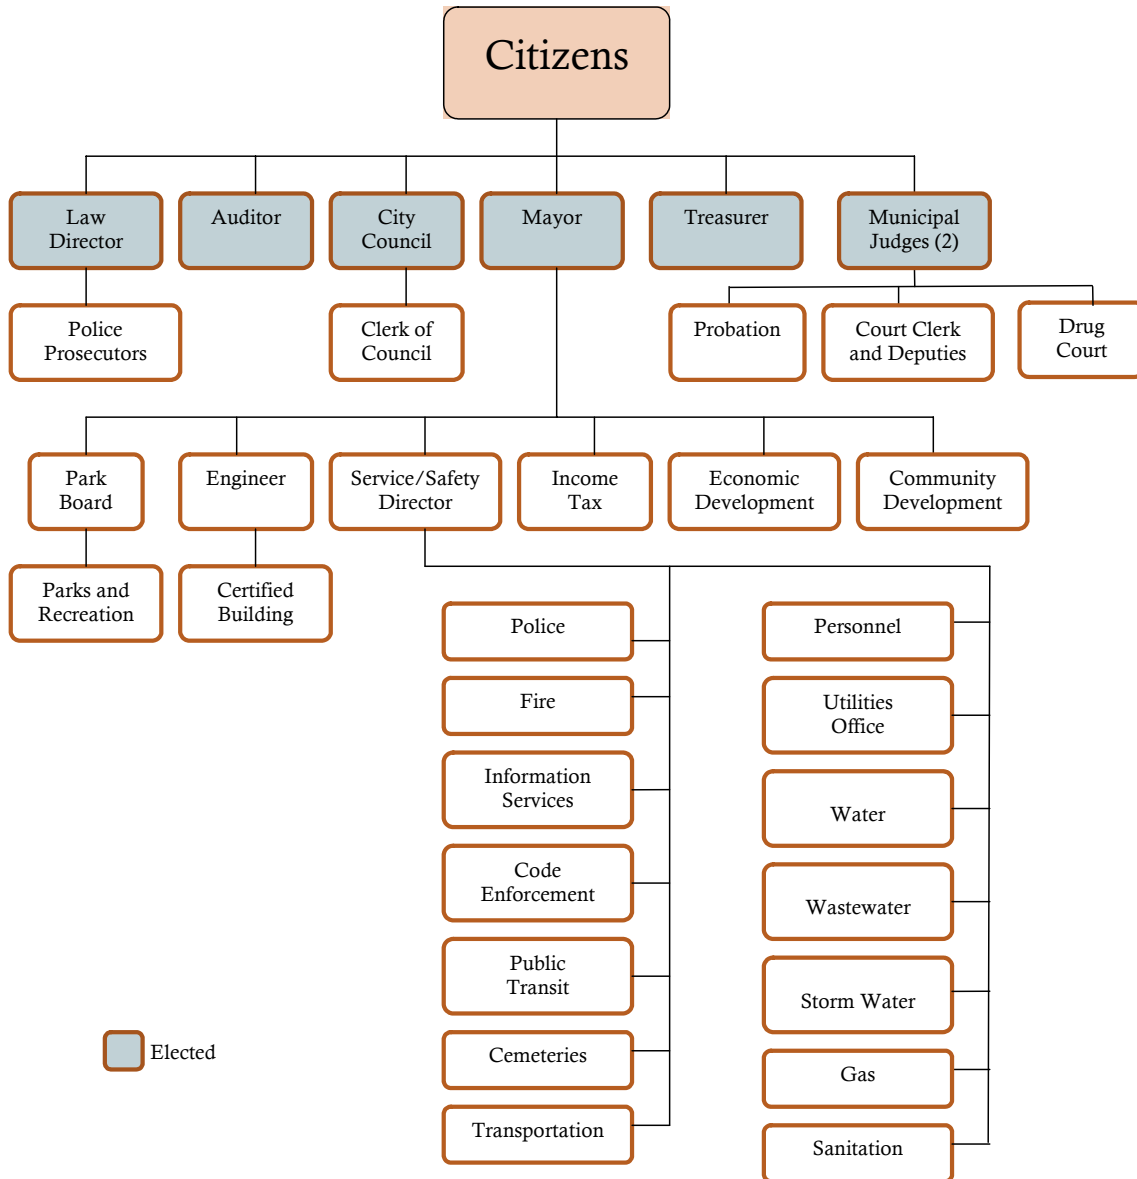 Citizens
Law
Director
Auditor
City
Council
Mayor
Treasurer
Municipal
Judges (2)
Police
Prosecutors
Clerk of
Council
Probation
Court Clerk
and Deputies
Drug
Court
Park
Board
Engineer
Service/Safety
Director
Income
Tax
Economic
Development
Community
Development
Parks and
Recreation
Certified
Building
Police
Fire
Information
Services
Code
Enforcement
Public
Transit
Cemeteries
Transportation
Personnel
Utilities
Office
Water
Wastewater
Storm Water
Gas
Sanitation
Elected